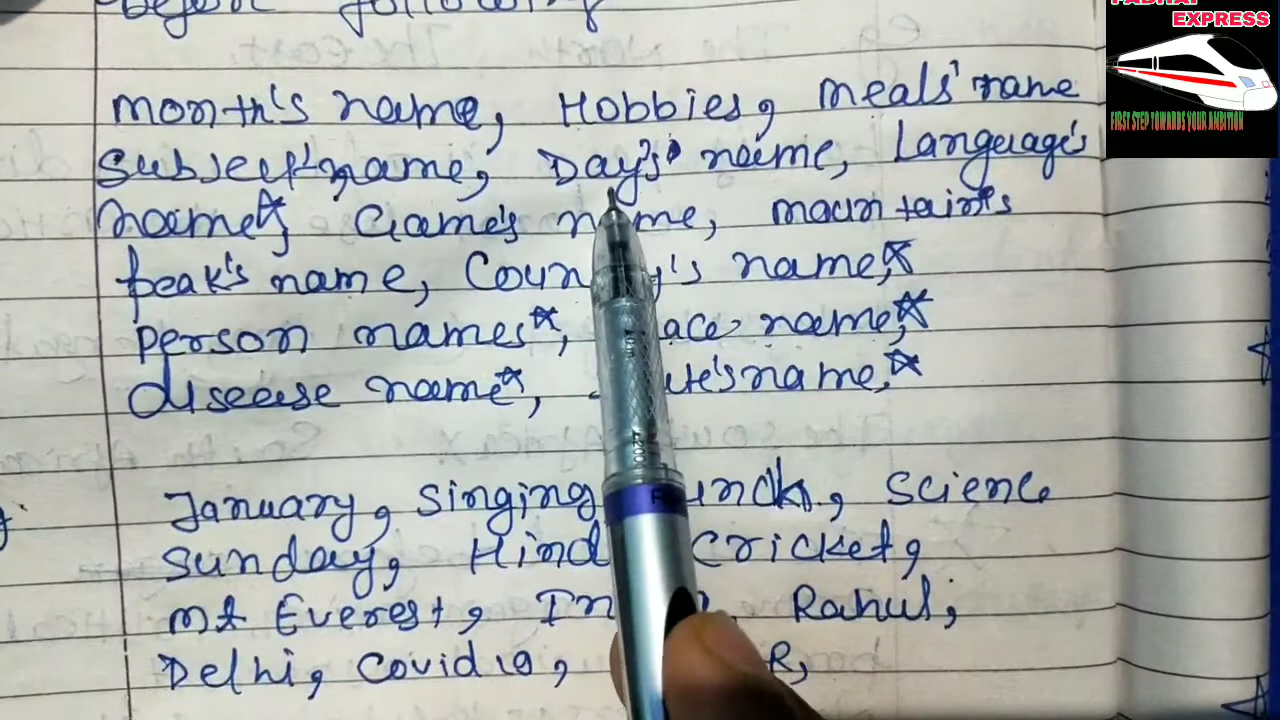 following
PADHAI
EXPRESS
FIRST STEP TOWARDS YOUR AMBITION
month's name, Hobbies, meals' name
subject's name, Day's name, Language's
name☆, Game's name, mountain's
peak's name, Coun y's name,☆
person names☆, ace name,☆
disease name☆, te's name,☆
January, singing unch, science
sunday, Hind cricket,
mt Everest, In Rahul,
Delhi, covid 19, R,